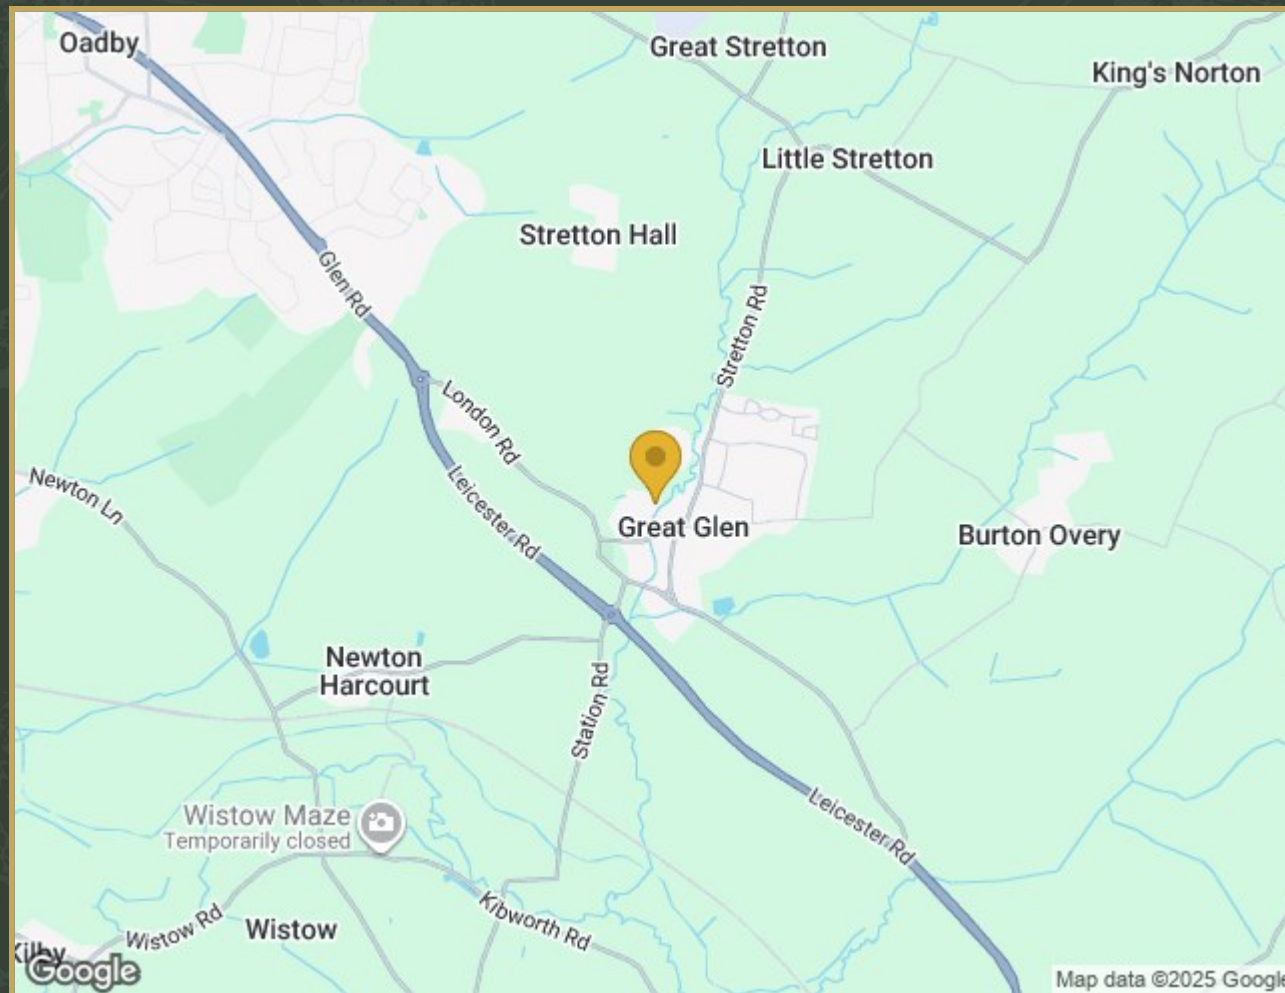 Oadby
Great Stretton
King's Norton
Little Stretton
Stretton Hall
Glen Rd
Stretton Rd
London Rd
Newton Ln
Leicester Rd
Great Glen
Burton Overy
Newton
Harcourt
Station Rd
Wistow Maze
Temporarily closed
Leicester Rd
Kibworth Rd
Wistow Rd
Wistow
Kilby
Google
Map data ©2025 Google